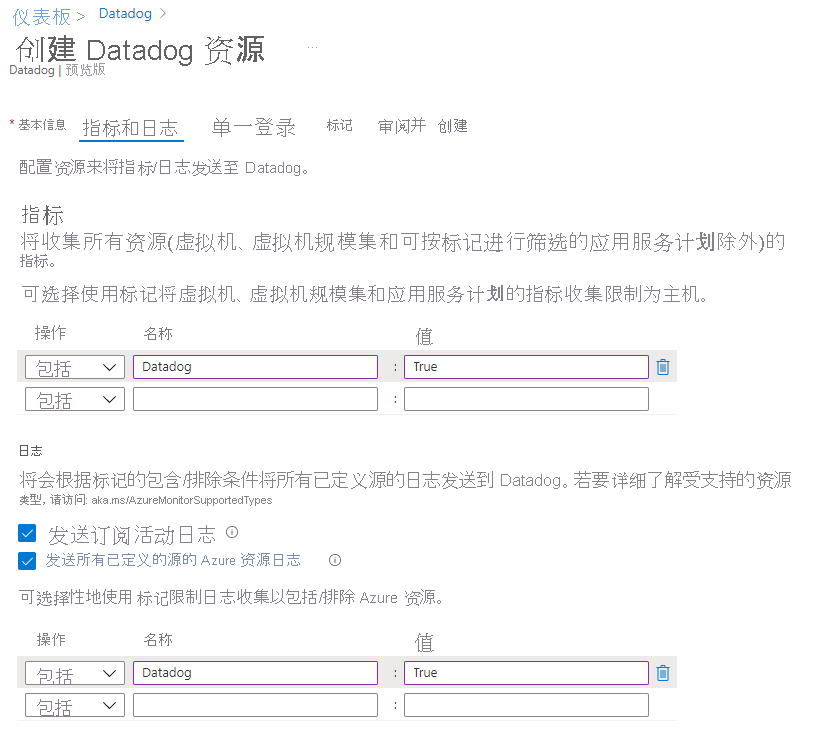 仪表板 > Datadog >
创建 Datadog 资源 ...
Datadog | 预览版
* 基本信息 指标和日志 单一登录 标记 审阅并 创建
配置资源来将指标/日志发送至 Datadog。
指标
将收集所有资源(虚拟机、虚拟机规模集和可按标记进行筛选的应用服务计划除外)的
指标。
可选择使用标记将虚拟机、虚拟机规模集和应用服务计划的指标收集限制为主机。
操作 名称 值
包括 Datadog : True
包括 :
日志
将会根据标记的包含/排除条件将所有已定义源的日志发送到 Datadog。若要详细了解受支持的资源
类型，请访问: aka.ms/AzureMonitorSupportedTypes
发送订阅活动日志
发送所有已定义的源的 Azure 资源日志
可选择性地使用 标记限制日志收集以包括/排除 Azure 资源。
操作 名称 值
包括 Datadog : True
包括 :